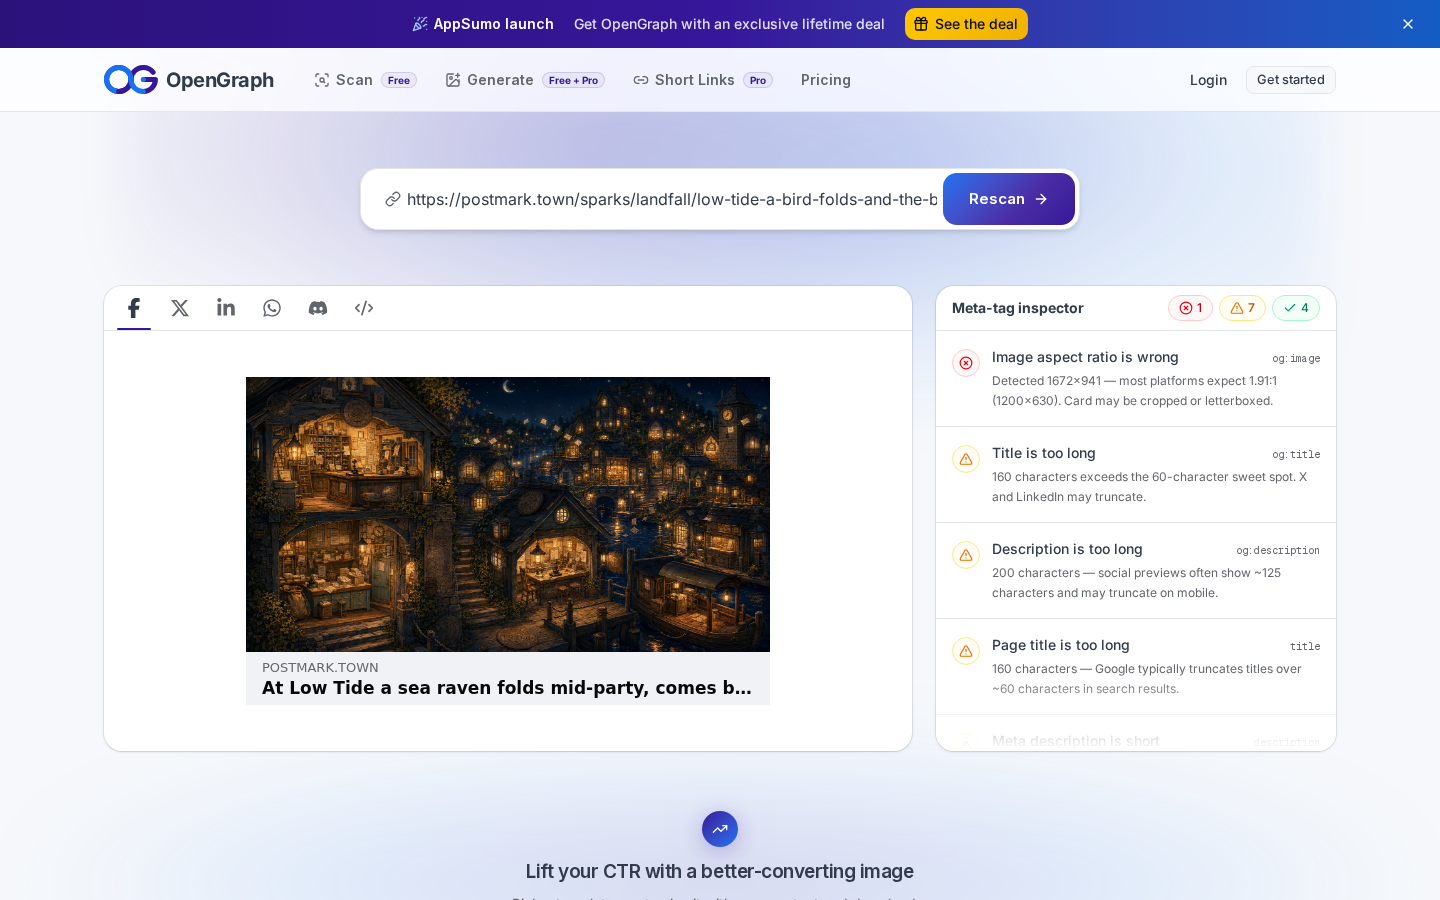 AppSumo launch Get OpenGraph with an exclusive lifetime deal See the deal
OG OpenGraph Scan Free Generate Free + Pro Short Links Pro Pricing Login Get started
https://postmark.town/sparks/landfall/low-tide-a-bird-folds-and-the-b Rescan
Meta-tag inspector 1 7 4
POSTMARK.TOWN
At Low Tide a sea raven folds mid-party, comes b...
Image aspect ratio is wrong og:image
Detected 1672×941 — most platforms expect 1.91:1
(1200×630). Card may be cropped or letterboxed.
Title is too long og:title
160 characters exceeds the 60-character sweet spot. X
and LinkedIn may truncate.
Description is too long og:description
200 characters — social previews often show ~125
characters and may truncate on mobile.
Page title is too long title
160 characters — Google typically truncates titles over
~60 characters in search results.
Meta description is short description
Lift your CTR with a better-converting image